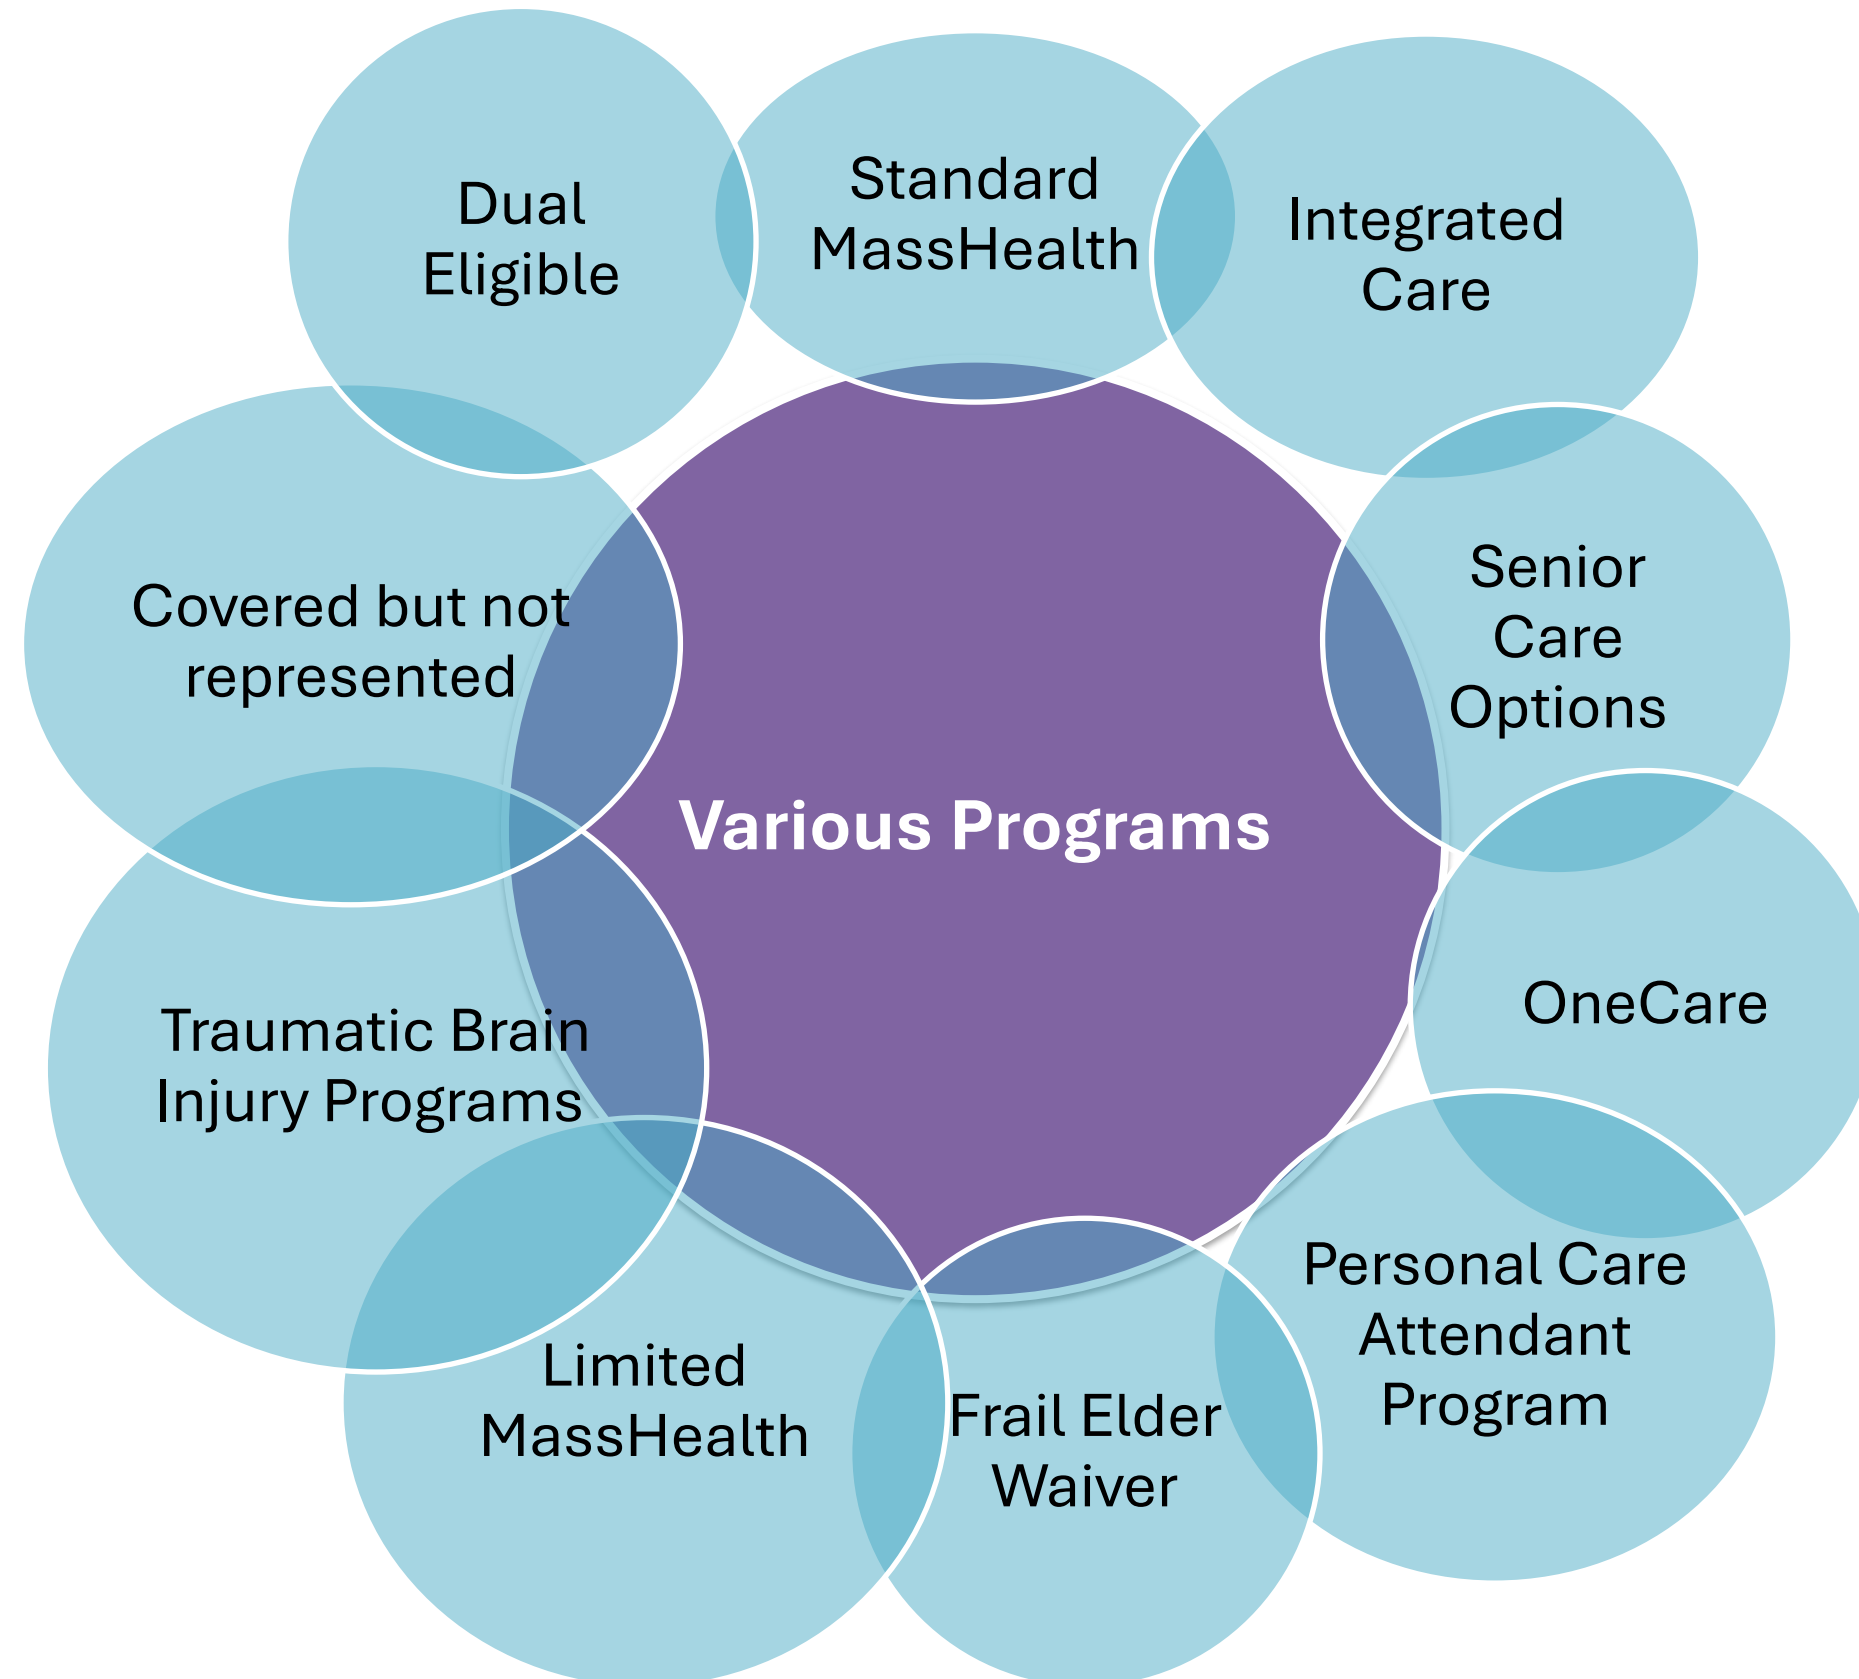 Dual
Eligible
Standard
MassHealth
Integrated
Care
Senior
Care
Options
OneCare
Personal Care
Attendant
Program
Frail Elder
Waiver
Limited
MassHealth
Traumatic Brain
Injury Programs
Covered but not
represented
Various Programs